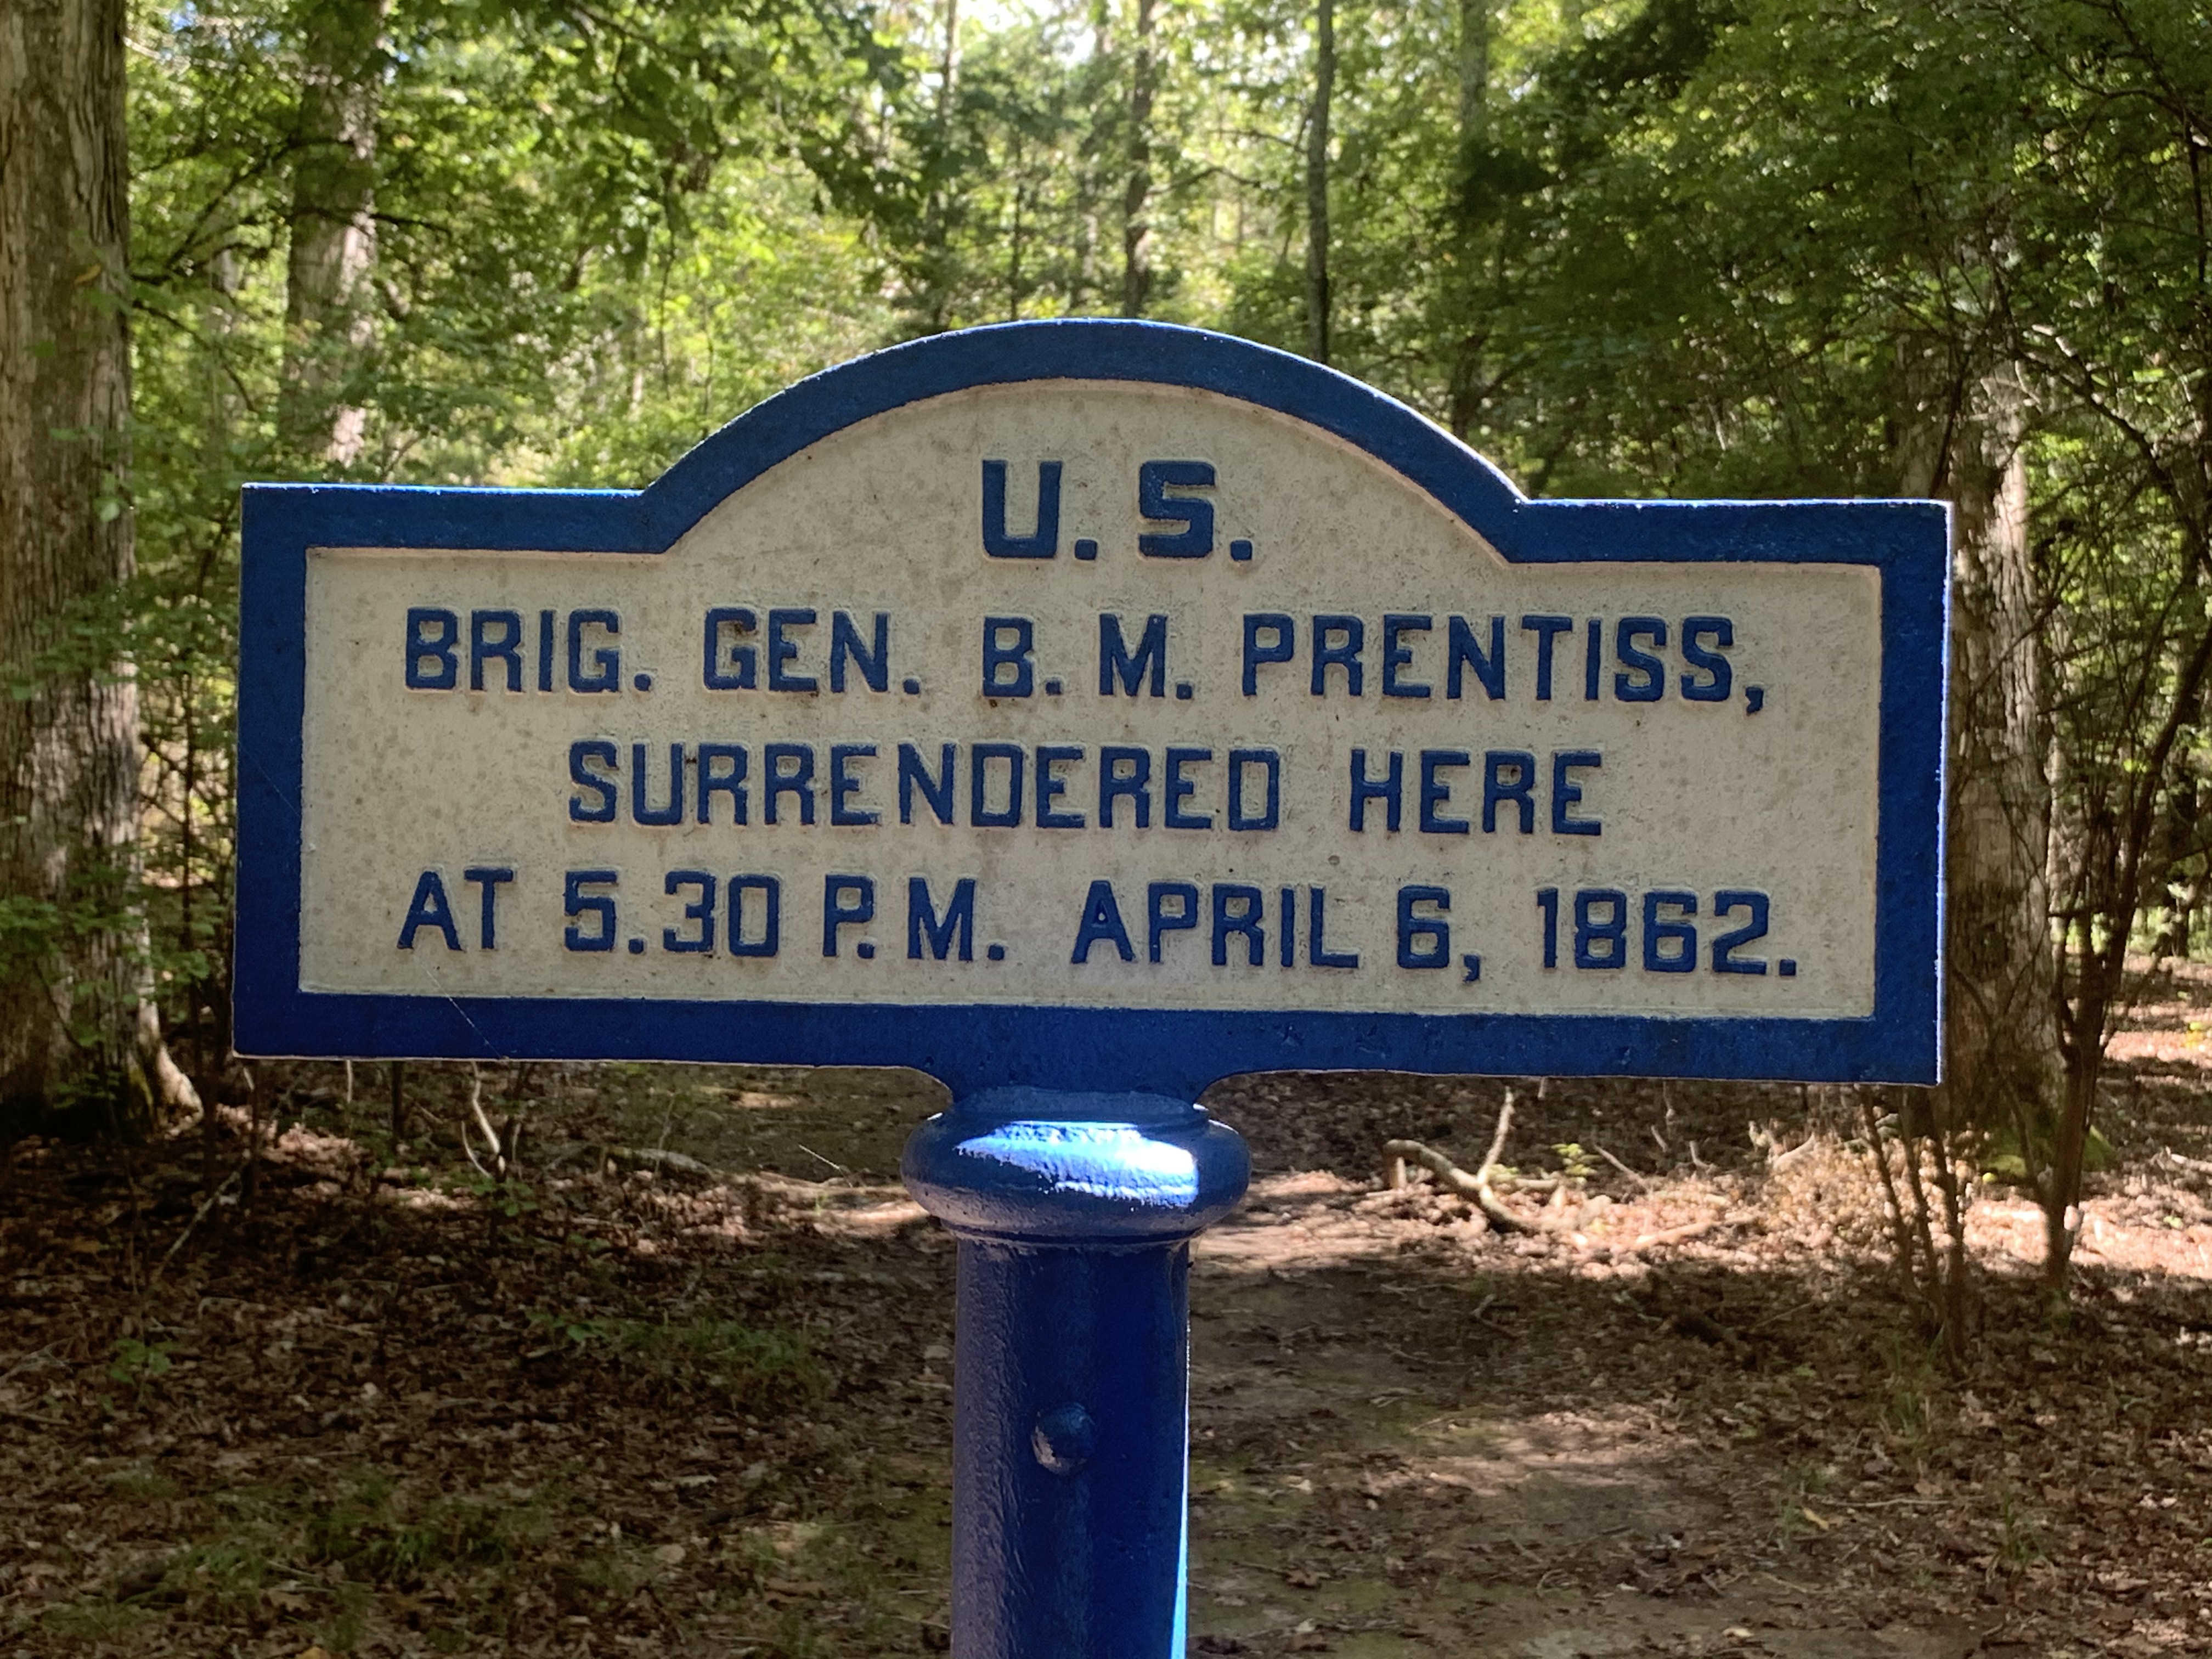 U. S.
BRIG. GEN. B. M. PRENTISS,
SURRENDERED HERE
AT 5.30 P. M. APRIL 6, 1862.